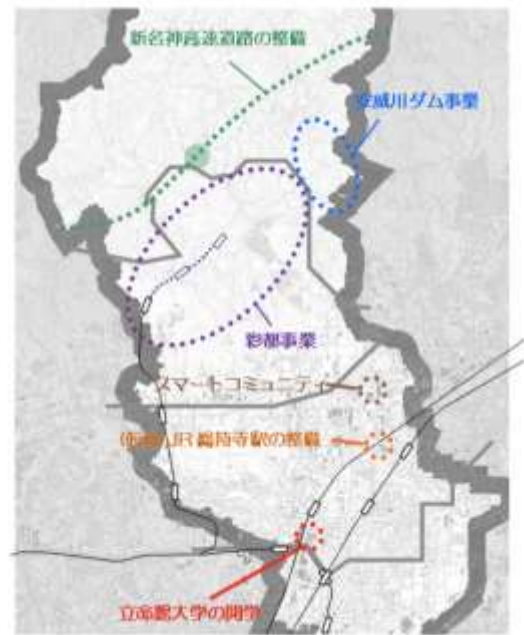 新名神高速道路の整備
安威川ダム事業
彩都事業
スマートコミュニティ
(仮称)JR 総持寺駅の整備
立命館大学の開学